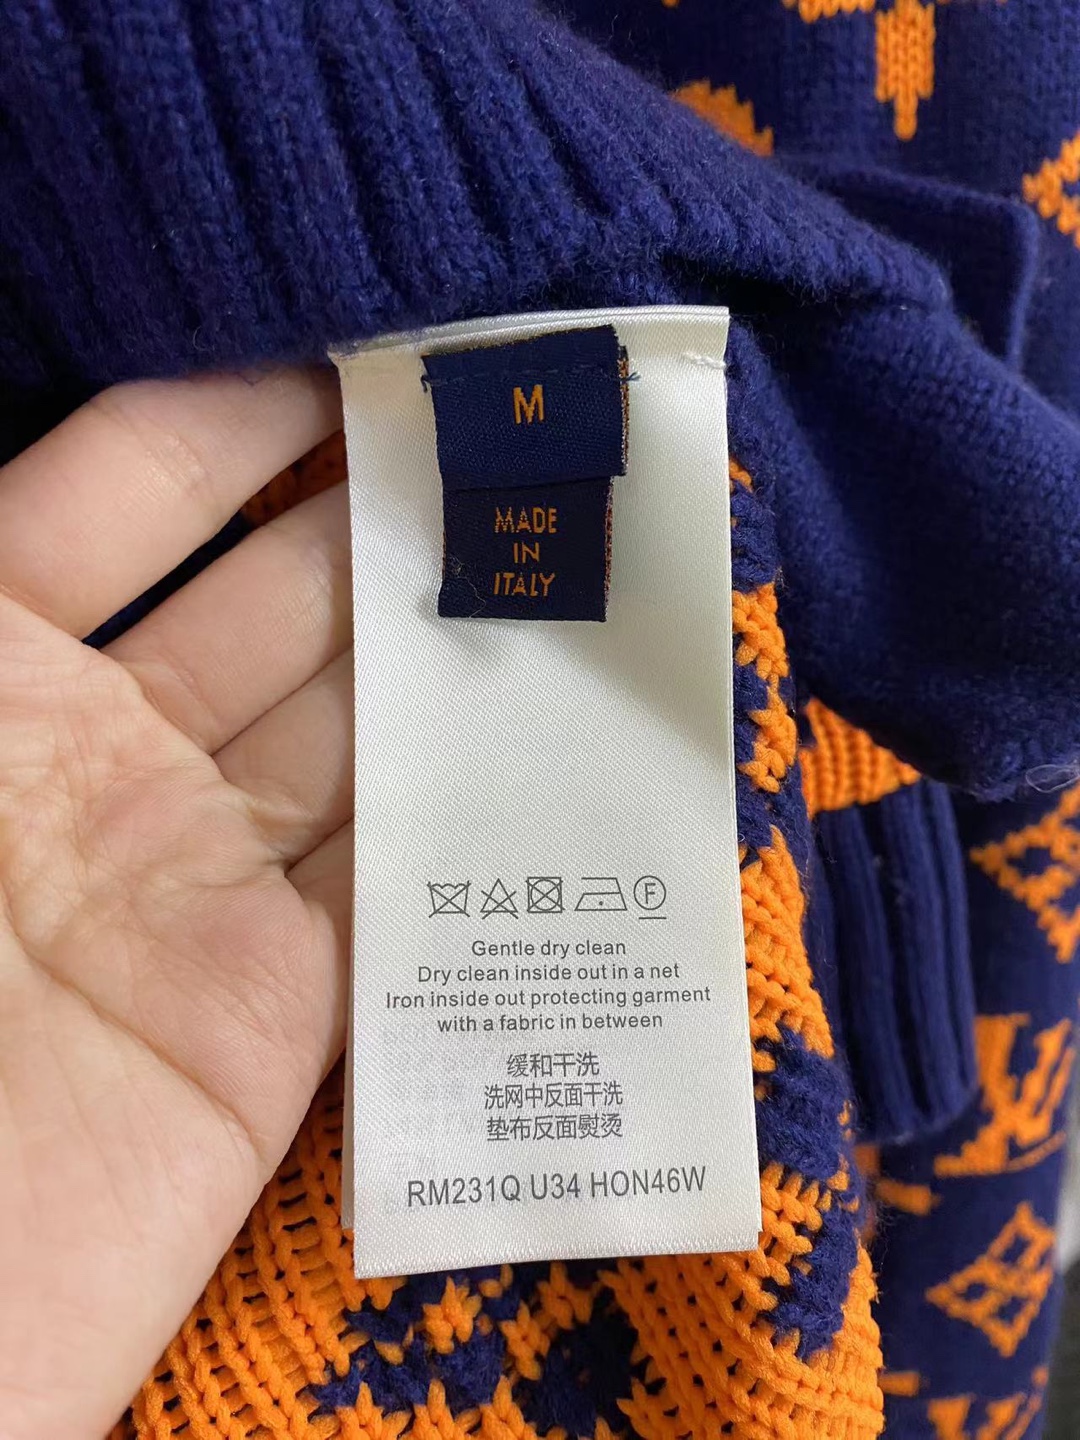 M
MADE
IN
ITALY
F
Gentle dry clean
Dry clean inside out in a net
Iron inside out protecting garment
with a fabric in between
缓和干洗
洗网中反面干洗
垫布反面熨烫
RM231Q U34 HON46W
LV
LV